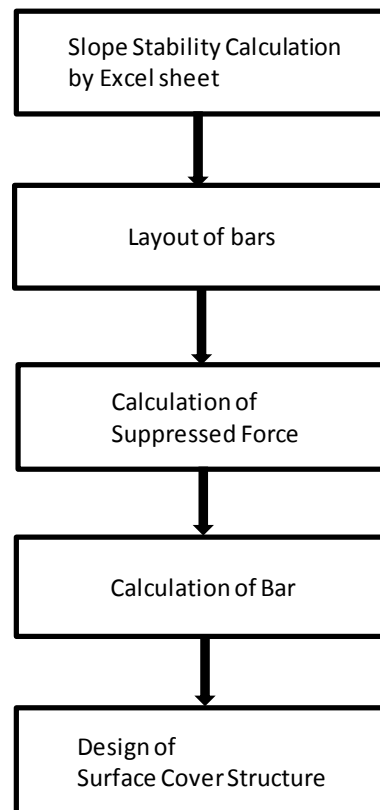 Slope Stability Calculation
by Excel sheet
Layout of bars
Calculation of
Suppressed Force
Calculation of Bar
Design of
Surface Cover Structure